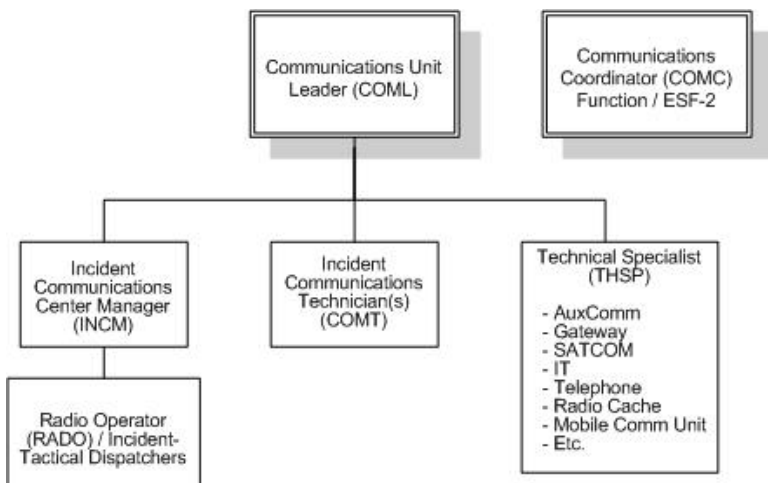 Communications Unit
Leader (COML)
Communications
Coordinator (COMC)
Function / ESF-2
Incident
Communications
Center Manager
(INCM)
Incident
Communications
Technician(s)
(COMT)
Technical Specialist
(THSP)
- AuxComm
- Gateway
- SATCOM
- IT
- Telephone
- Radio Cache
- Mobile Comm Unit
- Etc.
Radio Operator
(RADO) / Incident-
Tactical Dispatchers